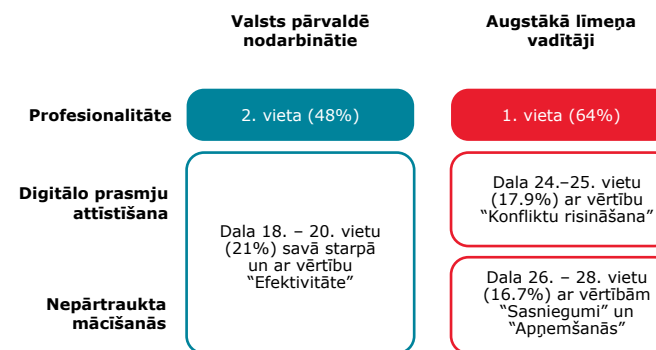 Valsts pārvaldē
nodarbinātie
Augstākā līmeņa
vadītāji
Profesionalitāte
2. vieta (48%)
1. vieta (64%)
Digitālo prasmju
attīstīšana
Dala 18. – 20. vietu
(21%) savā starpā
un ar vērtību
“Efektivitāte”
Dala 24.–25. vietu
(17.9%) ar vērtību
“Konfliktu risināšana”
Nepārtraukta
mācīšanās
Dala 26. – 28. vietu
(16.7%) ar vērtībām
“Sasniegumi” un
“Apņemšanās”